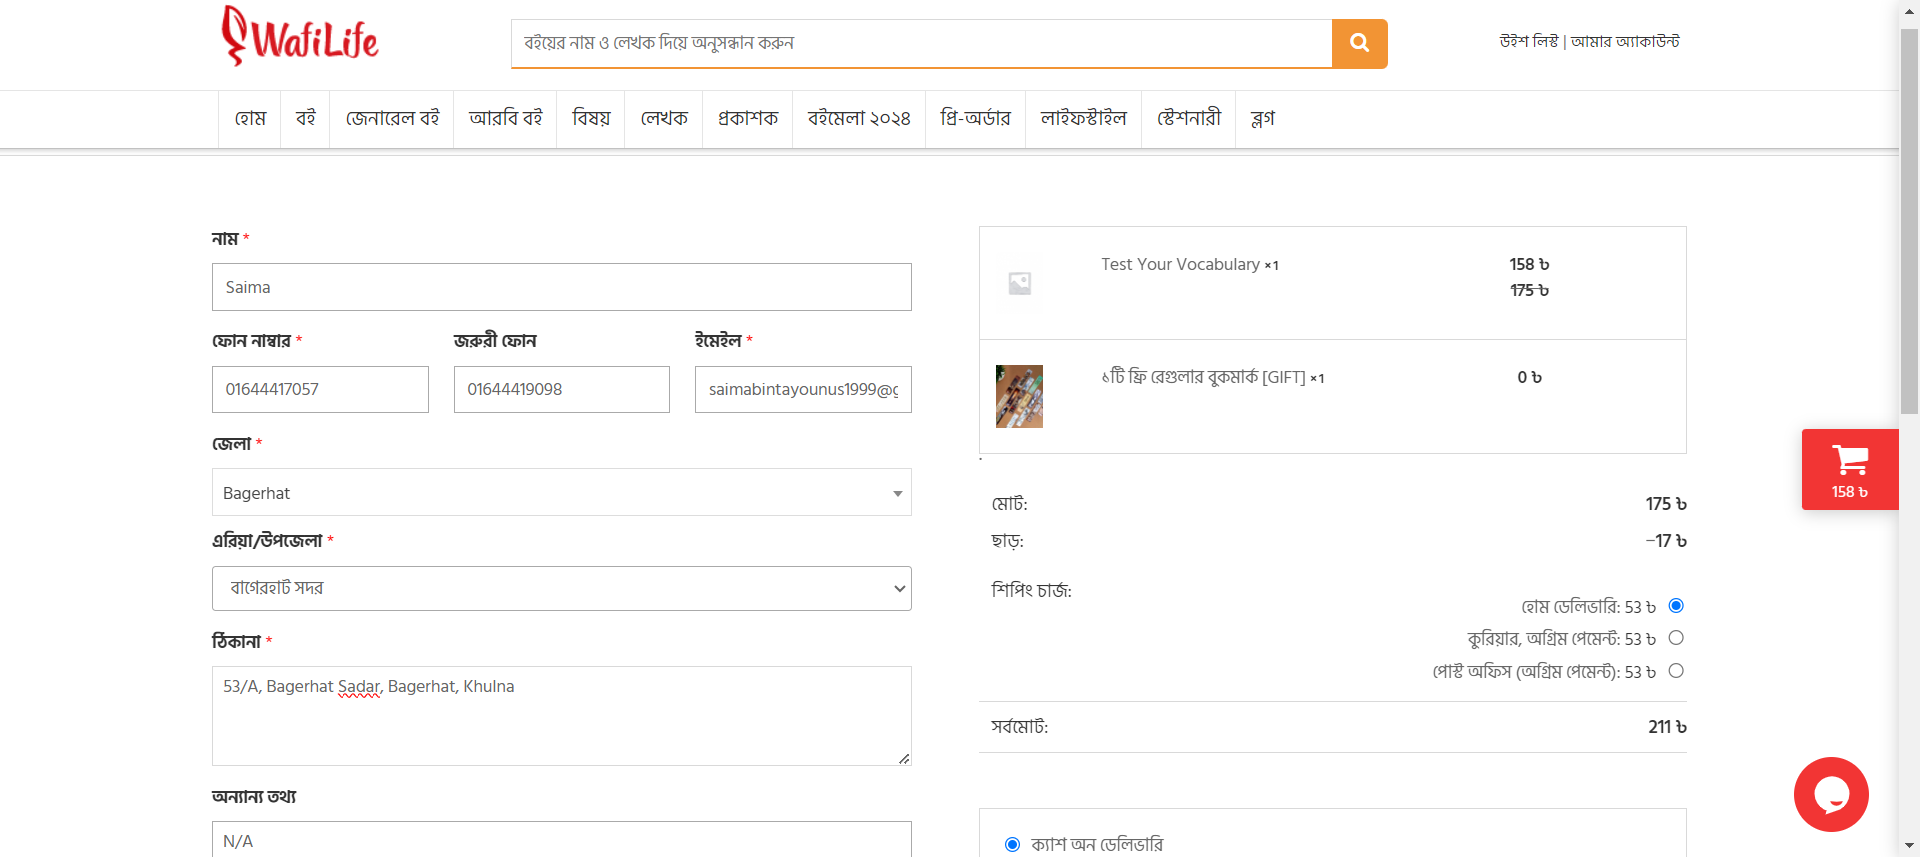 WafiLife
বইয়ের নাম ও লেখক দিয়ে অনুসন্ধান করুন
উইশ লিস্ট | আমার অ্যাকাউন্ট
হোম বই জেনারেল বই আরবি বই বিষয় লেখক প্রকাশক বইমেলা ২০২৪ প্রি-অর্ডার লাইফস্টাইল স্টেশনারী ব্লগ
নাম *
Saima
ফোন নাম্বার * জরুরী ফোন ইমেইল *
01644417057 01644419098 saimabintayounus1999@g
জেলা *
Bagerhat
এরিয়া/উপজেলা *
বাগেরহাট সদর
ঠিকানা *
53/A, Bagerhat Sadar, Bagerhat, Khulna
অন্যান্য তথ্য
N/A
Test Your Vocabulary ×1 158 ৳
175 ৳
১টি ফ্রি রেগুলার বুকমার্ক [GIFT] ×1 0 ৳
মোট: 175 ৳
ছাড়: -17 ৳
শিপিং চার্জ:
হোম ডেলিভারি: 53 ৳
কুরিয়ার, অগ্রিম পেমেন্ট: 53 ৳
পোস্ট অফিস (অগ্রিম পেমেন্ট): 53 ৳
সর্বমোট: 211 ৳
ক্যাশ অন ডেলিভারি
158 ৳